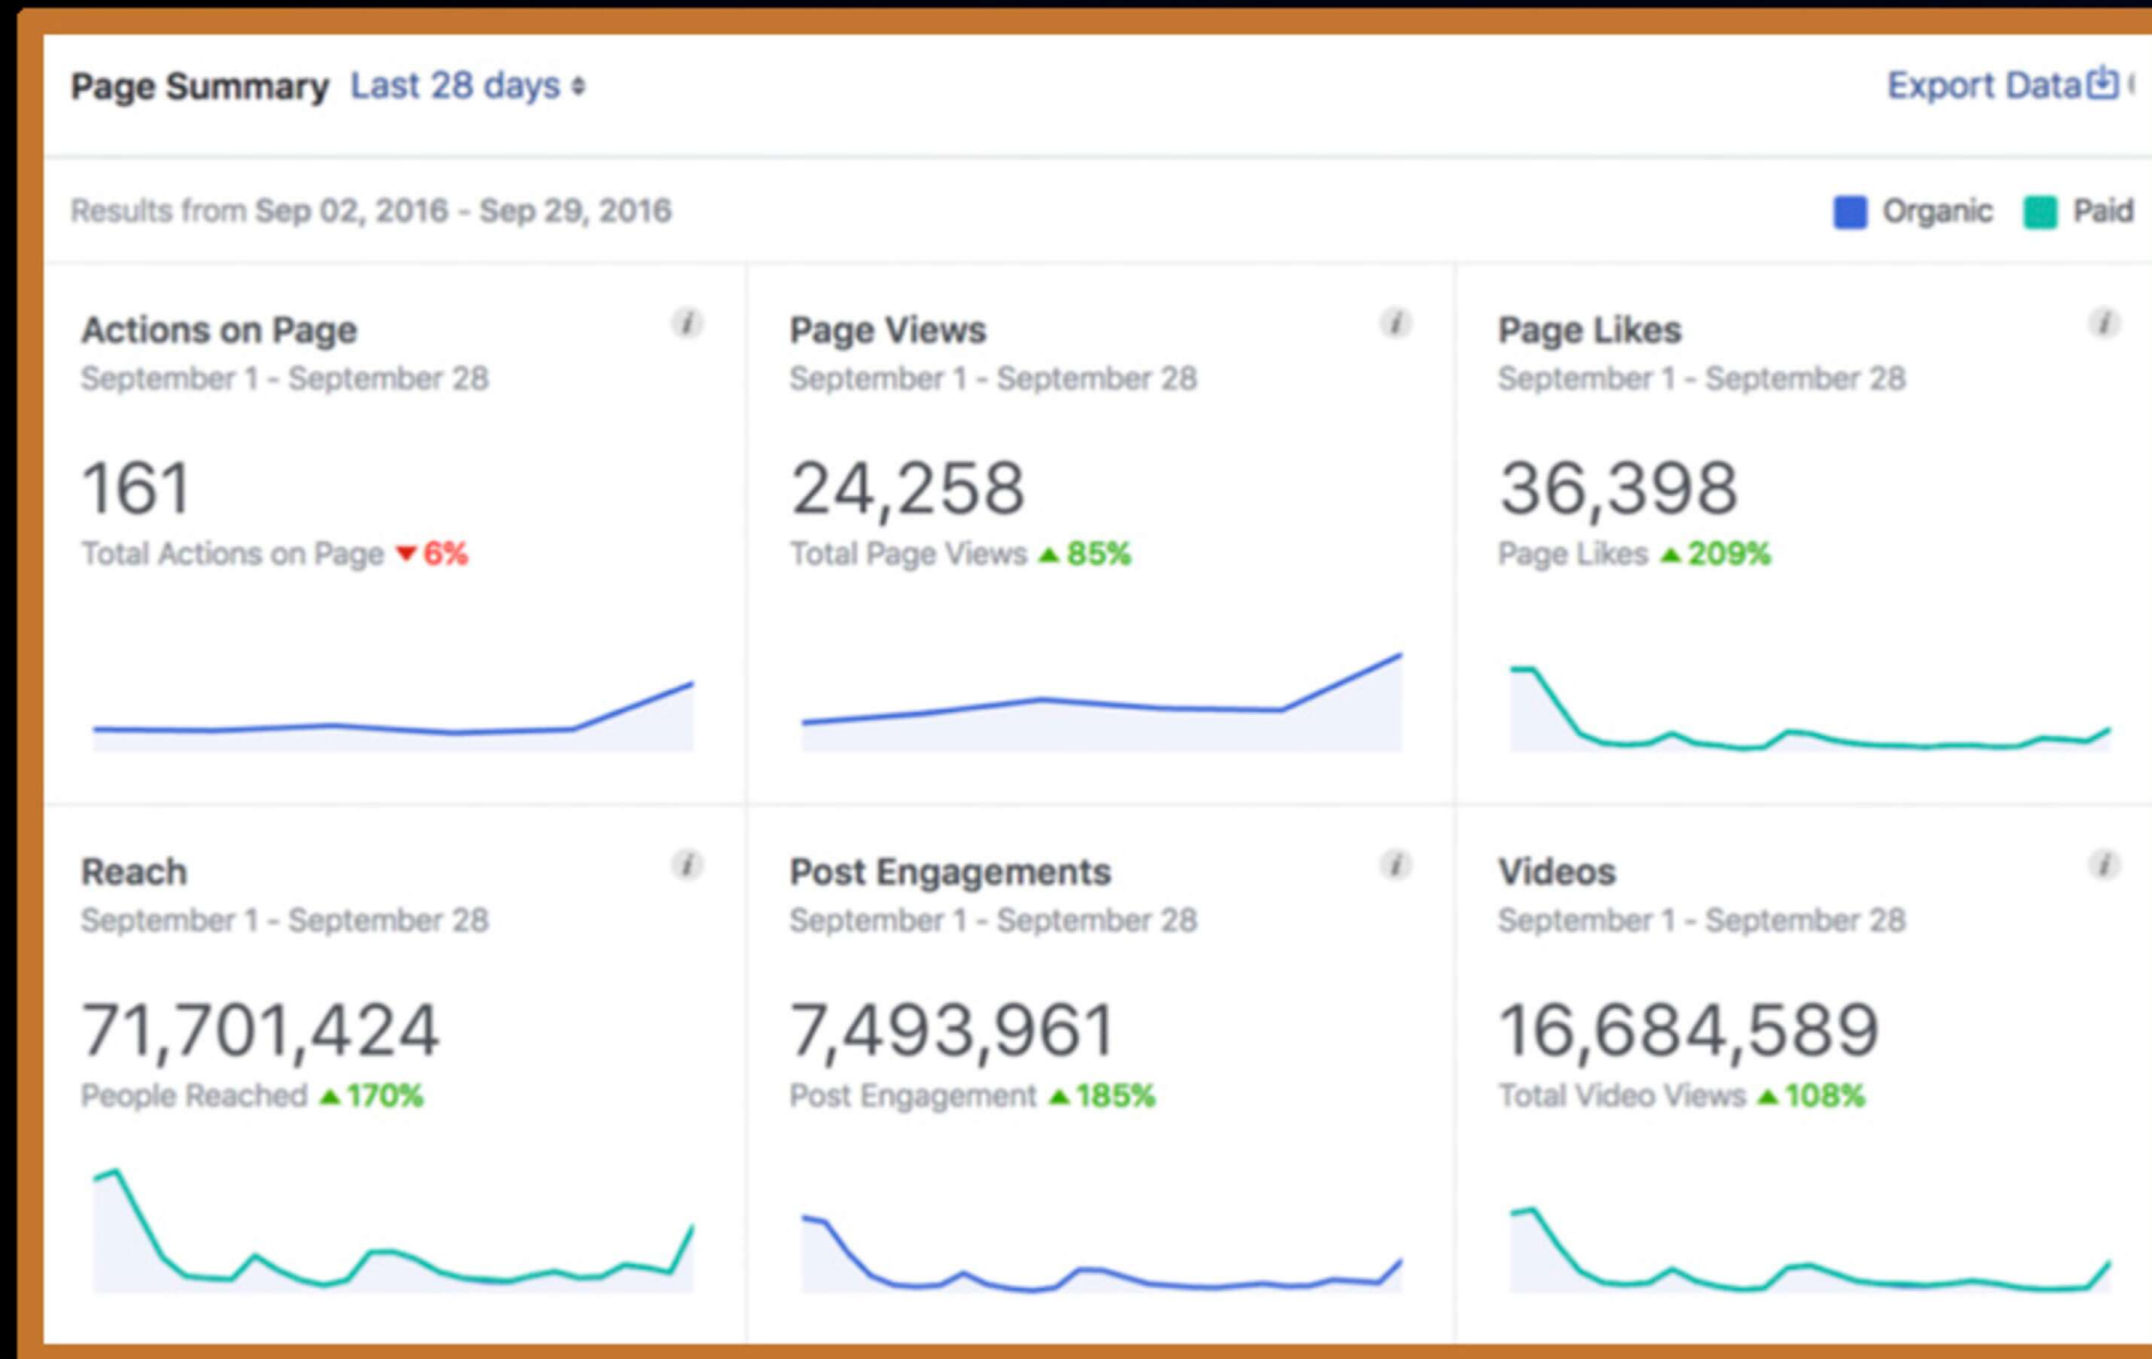 Page Summary Last 28 days
Export Data
Results from Sep 02, 2016 - Sep 29, 2016
Organic Paid
Actions on Page
September 1 - September 28
161
Total Actions on Page ▼6%
Page Views
September 1 - September 28
24,258
Total Page Views ▲85%
Page Likes
September 1 - September 28
36,398
Page Likes ▲209%
Reach
September 1 - September 28
71,701,424
People Reached ▲170%
Post Engagements
September 1 - September 28
7,493,961
Post Engagement ▲185%
Videos
September 1 - September 28
16,684,589
Total Video Views ▲108%